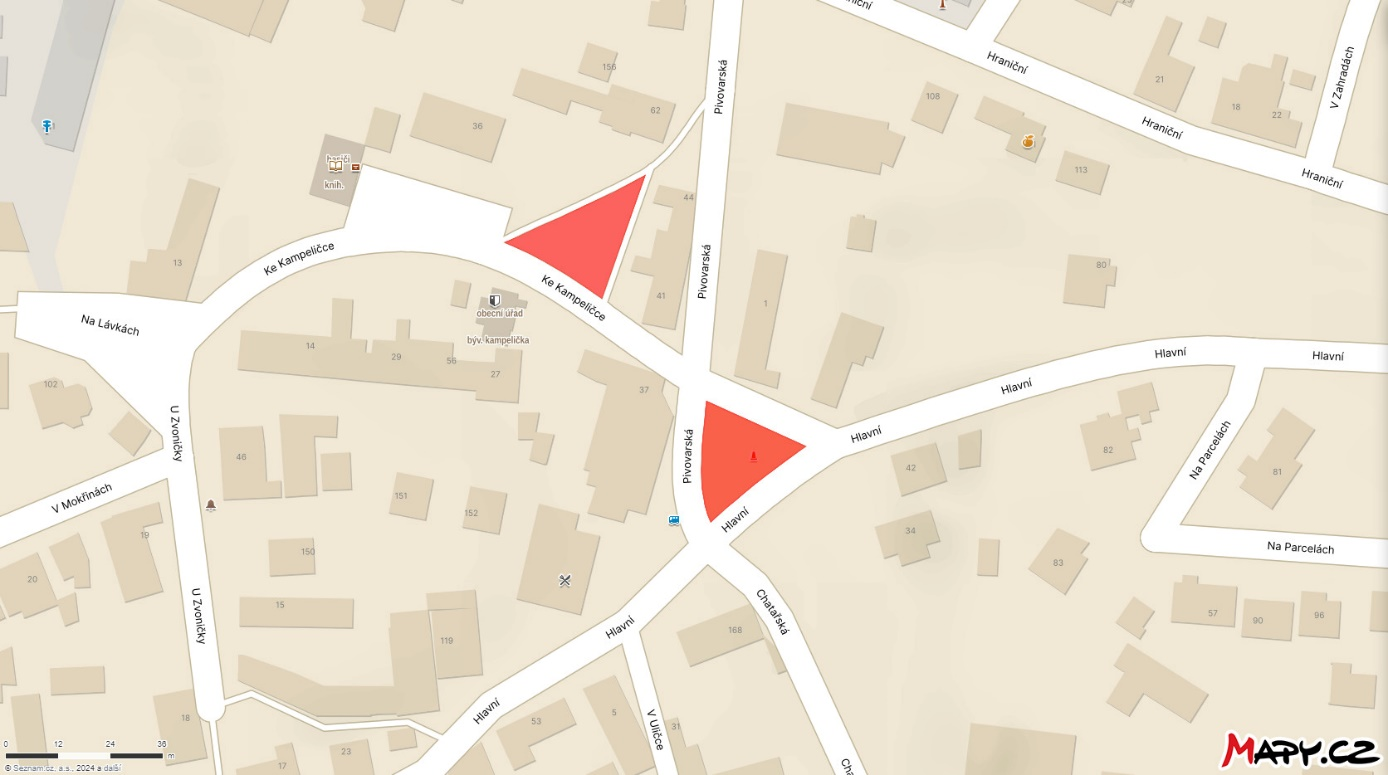 Hraniční
Hraniční
Hraniční
V Zahradách
Pivovarská
156
62
36
108
21
18
22
113
knih.
44
13
Ke Kampeličce
Pivovarská
80
Ke Kampeličce
41
1
obecní úřad
býv. kampelička
Na Lávkách
14
29
56
27
Hlavní
Hlavní
Hlavní
102
37
U Zvoničky
Pivovarská
Hlavní
46
42
82
Na Parcelách
81
V Mokřinách
151
152
Hlavní
19
34
150
83
Na Parcelách
20
15
Chatařská
57
90
96
U Zvoničky
Hlavní
168
119
18
Hlavní
53
5
V Uličce
31
23
17
0 12 24 36 m
© Seznam.cz, a.s., 2024 a další
MAPY.CZ